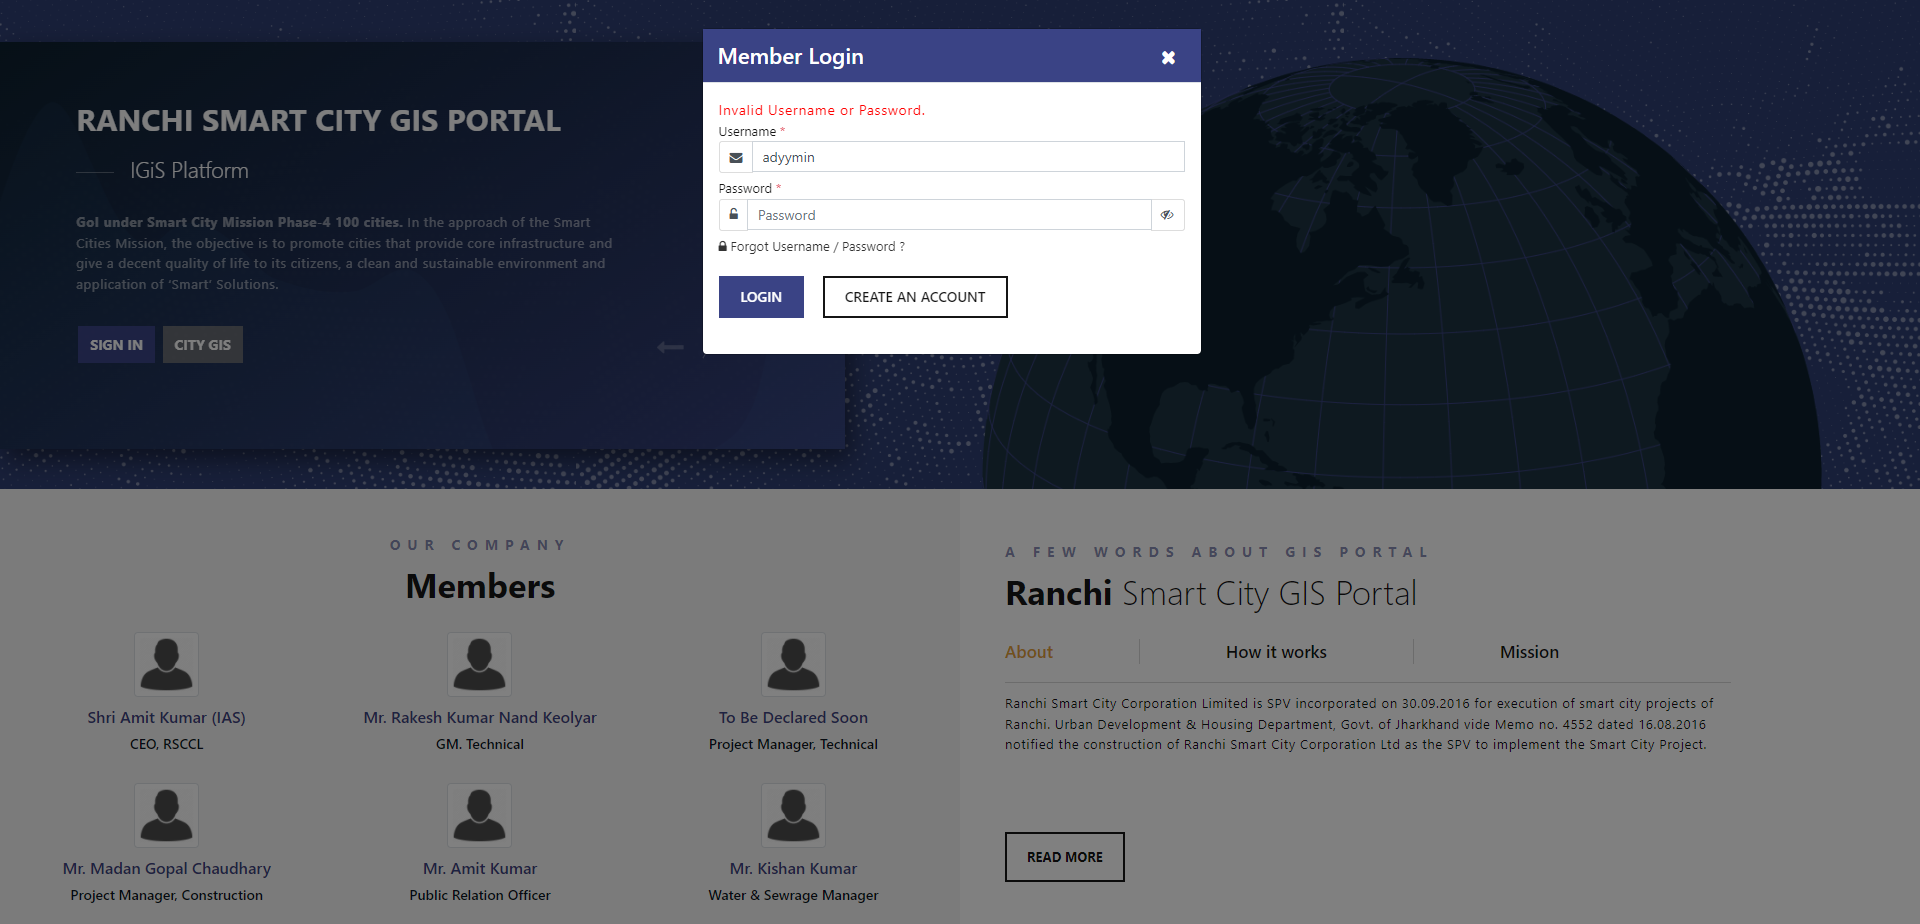 Member Login
Invalid Username or Password.
Username *
adyymin
Password *
Password
Forgot Username / Password ?
LOGIN
CREATE AN ACCOUNT
RANCHI SMART CITY GIS PORTAL
IGiS Platform
GoI under Smart City Mission Phase-4 100 cities. In the approach of the Smart
Cities Mission, the objective is to promote cities that provide core infrastructure and
give a decent quality of life to its citizens, a clean and sustainable environment and
application of ‘Smart’ Solutions.
SIGN IN
CITY GIS
OUR COMPANY
Members
Shri Amit Kumar (IAS)
CEO, RSCCL
Mr. Rakesh Kumar Nand Keolyar
GM. Technical
To Be Declared Soon
Project Manager, Technical
Mr. Madan Gopal Chaudhary
Project Manager, Construction
Mr. Amit Kumar
Public Relation Officer
Mr. Kishan Kumar
Water & Sewrage Manager
A FEW WORDS ABOUT GIS PORTAL
Ranchi Smart City GIS Portal
About
How it works
Mission
Ranchi Smart City Corporation Limited is SPV incorporated on 30.09.2016 for execution of smart city projects of
Ranchi. Urban Development & Housing Department, Govt. of Jharkhand vide Memo no. 4552 dated 16.08.2016
notified the construction of Ranchi Smart City Corporation Ltd as the SPV to implement the Smart City Project.
READ MORE